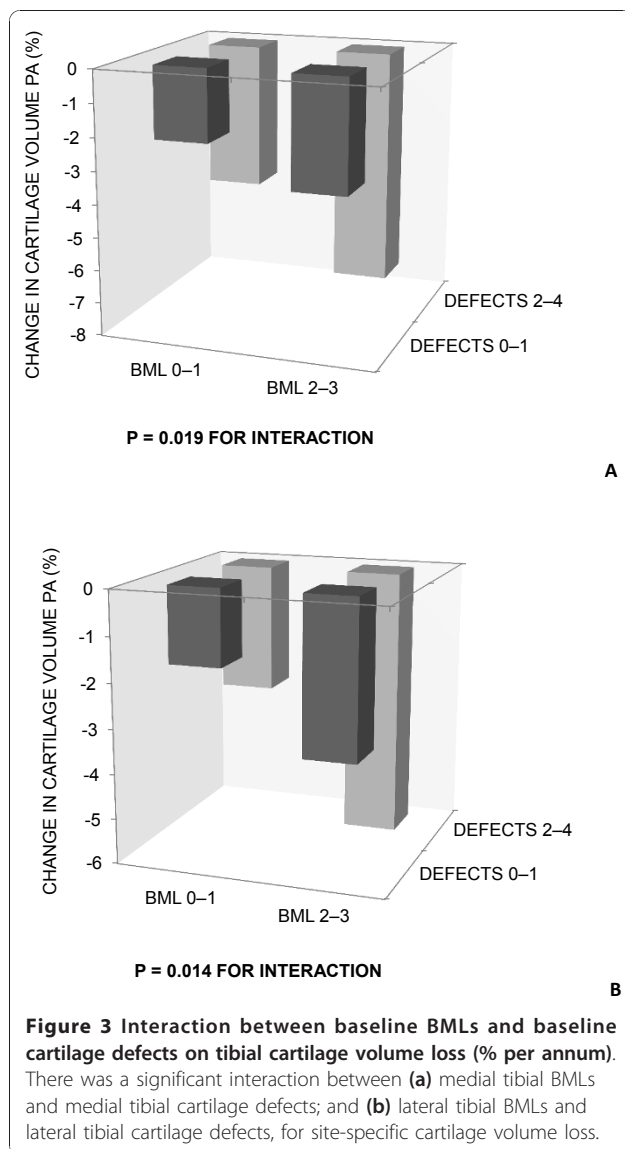 CHANGE IN CARTILAGE VOLUME PA (%)
0
-1
-2
-3
-4
-5
-6
-7
-8
BML 0–1
BML 2–3
DEFECTS 2–4
DEFECTS 0–1
P = 0.019 FOR INTERACTION
A
CHANGE IN CARTILAGE VOLUME PA (%)
0
-1
-2
-3
-4
-5
-6
BML 0–1
BML 2–3
DEFECTS 2–4
DEFECTS 0–1
P = 0.014 FOR INTERACTION
B
Figure 3 Interaction between baseline BMLs and baseline
cartilage defects on tibial cartilage volume loss (% per annum).
There was a significant interaction between (a) medial tibial BMLs
and medial tibial cartilage defects; and (b) lateral tibial BMLs and
lateral tibial cartilage defects, for site-specific cartilage volume loss.